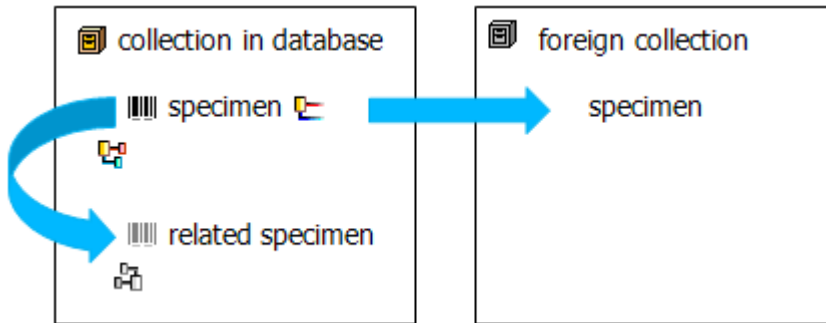 collection in database
foreign collection
specimen
specimen
related specimen